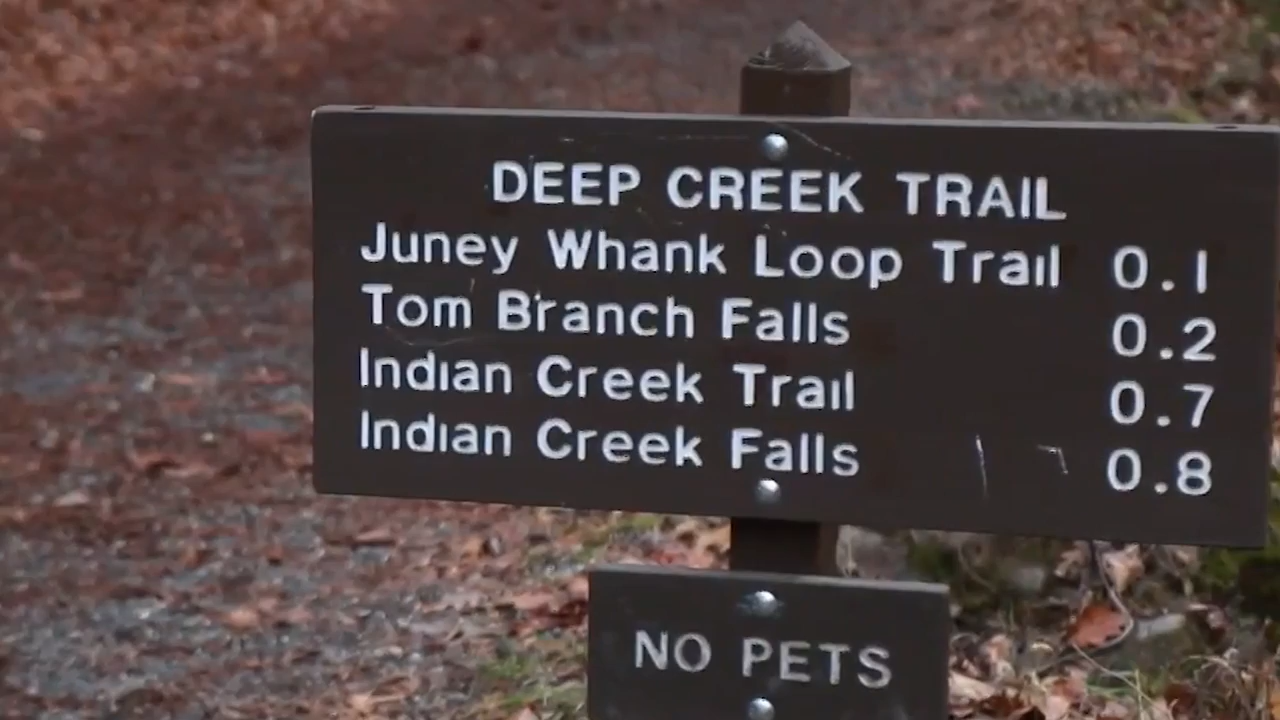 DEEP CREEK TRAIL
Juney Whank Loop Trail 0.1
Tom Branch Falls 0.2
Indian Creek Trail 0.7
Indian Creek Falls 0.8
NO PETS